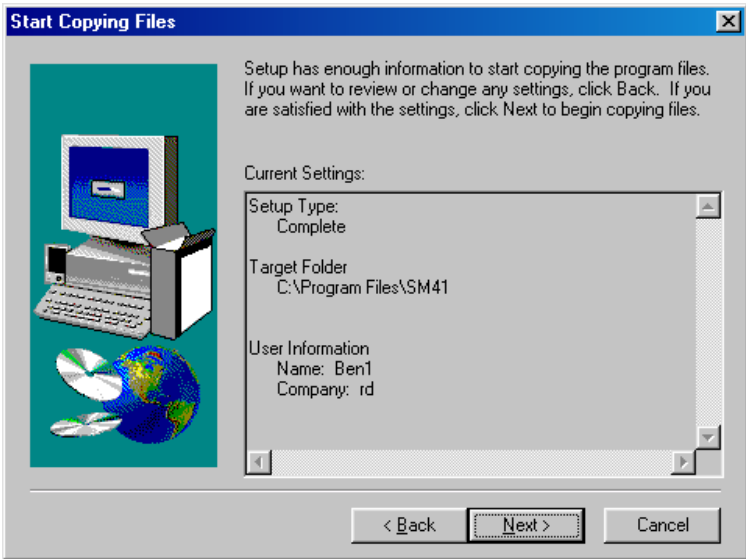 Start Copying Files
Setup has enough information to start copying the program files.
If you want to review or change any settings, click Back.  If you
are satisfied with the settings, click Next to begin copying files.
Current Settings:
Setup Type:
Complete
Target Folder
C:\Program Files\SM41
User Information
Name:  Ben1
Company:  rd
< Back
Next >
Cancel